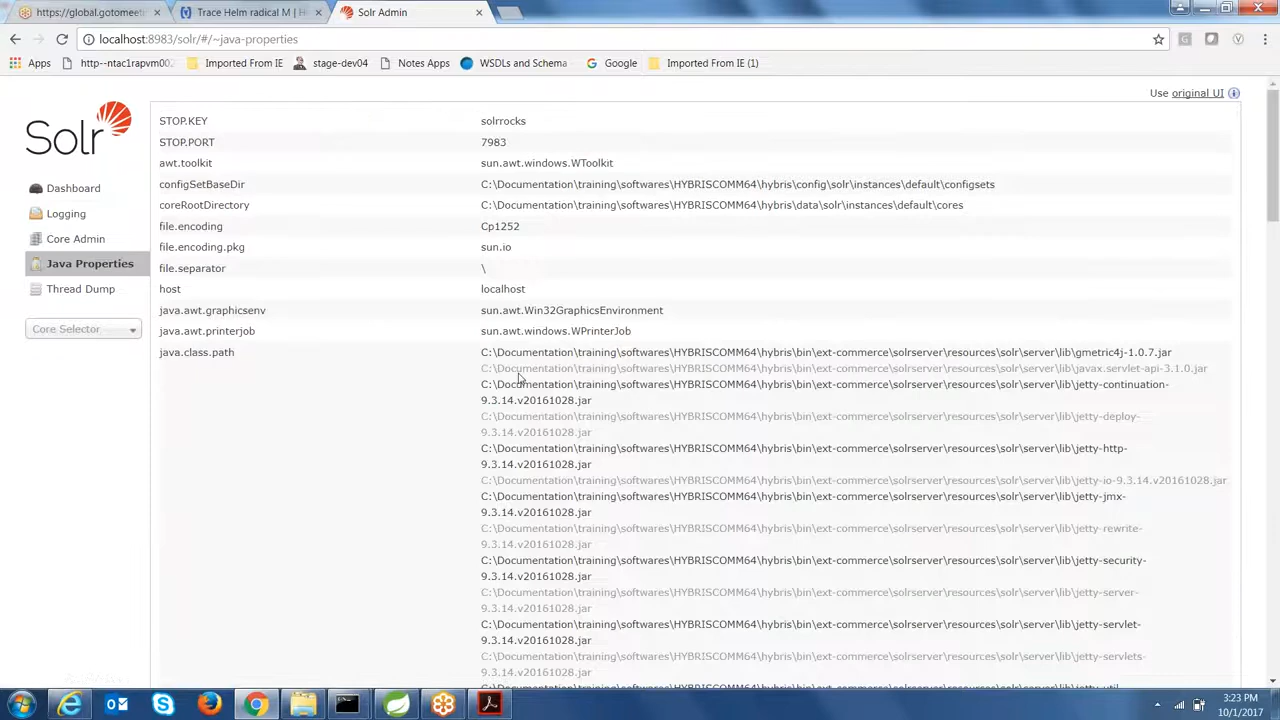 https://global.gotomeeti
Trace Helm radical M [ H
Solr Admin
localhost:8983/solr/#/~java-properties
Apps
http--ntac1rapvm002
Imported From IE
stage-dev04
Notes Apps
WSDLs and Schema
Google
Imported From IE (1)
Use original UI
Solr
Dashboard
Logging
Core Admin
Java Properties
Thread Dump
Core Selector
STOP.KEY solrrocks
STOP.PORT 7983
awt.toolkit sun.awt.windows.WToolkit
configSetBaseDir C:\Documentation\training\softwares\HYBRISCOMM64\hybris\config\solr\instances\default\configsets
coreRootDirectory C:\Documentation\training\softwares\HYBRISCOMM64\hybris\data\solr\instances\default\cores
file.encoding Cp1252
file.encoding.pkg sun.io
file.separator \
host localhost
java.awt.graphicsenv sun.awt.Win32GraphicsEnvironment
java.awt.printerjob sun.awt.windows.WPrinterJob
java.class.path C:\Documentation\training\softwares\HYBRISCOMM64\hybris\bin\ext-commerce\solrserver\resources\solr\server\lib\gmetric4j-1.0.7.jar
C:\Documentation\training\softwares\HYBRISCOMM64\hybris\bin\ext-commerce\solrserver\resources\solr\server\lib\javax.servlet-api-3.1.0.jar
C:\Documentation\training\softwares\HYBRISCOMM64\hybris\bin\ext-commerce\solrserver\resources\solr\server\lib\jetty-continuation-
9.3.14.v20161028.jar
C:\Documentation\training\softwares\HYBRISCOMM64\hybris\bin\ext-commerce\solrserver\resources\solr\server\lib\jetty-deploy-
9.3.14.v20161028.jar
C:\Documentation\training\softwares\HYBRISCOMM64\hybris\bin\ext-commerce\solrserver\resources\solr\server\lib\jetty-http-
9.3.14.v20161028.jar
C:\Documentation\training\softwares\HYBRISCOMM64\hybris\bin\ext-commerce\solrserver\resources\solr\server\lib\jetty-io-9.3.14.v20161028.jar
C:\Documentation\training\softwares\HYBRISCOMM64\hybris\bin\ext-commerce\solrserver\resources\solr\server\lib\jetty-jmx-
9.3.14.v20161028.jar
C:\Documentation\training\softwares\HYBRISCOMM64\hybris\bin\ext-commerce\solrserver\resources\solr\server\lib\jetty-rewrite-
9.3.14.v20161028.jar
C:\Documentation\training\softwares\HYBRISCOMM64\hybris\bin\ext-commerce\solrserver\resources\solr\server\lib\jetty-security-
9.3.14.v20161028.jar
C:\Documentation\training\softwares\HYBRISCOMM64\hybris\bin\ext-commerce\solrserver\resources\solr\server\lib\jetty-server-
9.3.14.v20161028.jar
C:\Documentation\training\softwares\HYBRISCOMM64\hybris\bin\ext-commerce\solrserver\resources\solr\server\lib\jetty-servlet-
9.3.14.v20161028.jar
C:\Documentation\training\softwares\HYBRISCOMM64\hybris\bin\ext-commerce\solrserver\resources\solr\server\lib\jetty-servlets-
9.3.14.v20161028.jar
3:23 PM
10/1/2017